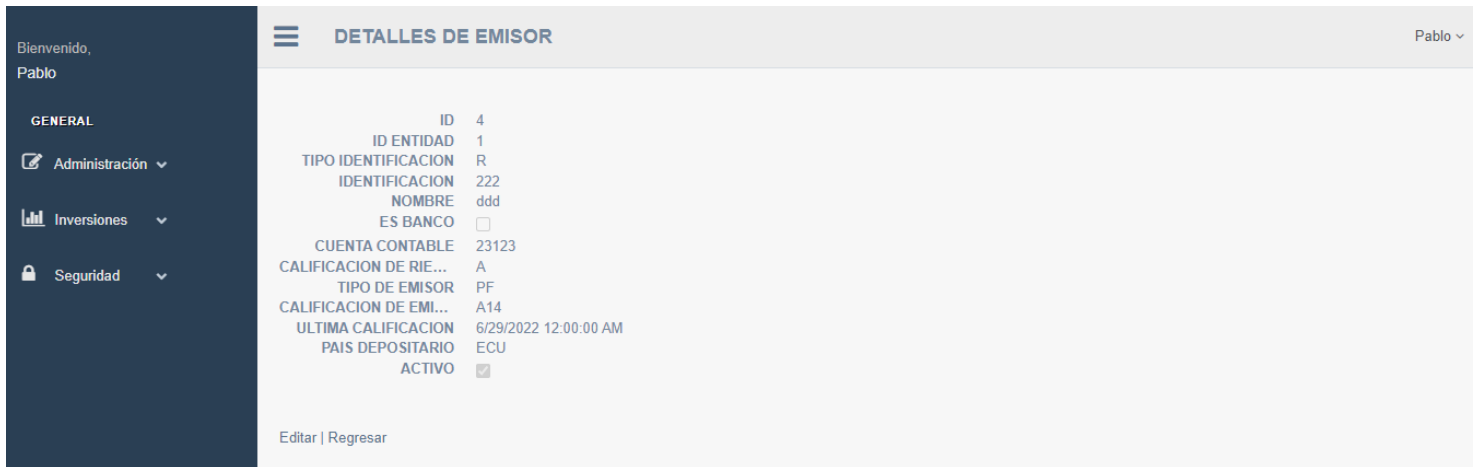 Bienvenido,
Pablo
GENERAL
Administración
Inversiones
Seguridad
DETALLES DE EMISOR
Pablo
ID 4
ID ENTIDAD 1
TIPO IDENTIFICACION R
IDENTIFICACION 222
NOMBRE ddd
ES BANCO
CUENTA CONTABLE 23123
CALIFICACION DE RIE... A
TIPO DE EMISOR PF
CALIFICACION DE EMI... A14
ULTIMA CALIFICACION 6/29/2022 12:00:00 AM
PAIS DEPOSITARIO ECU
ACTIVO
Editar | Regresar